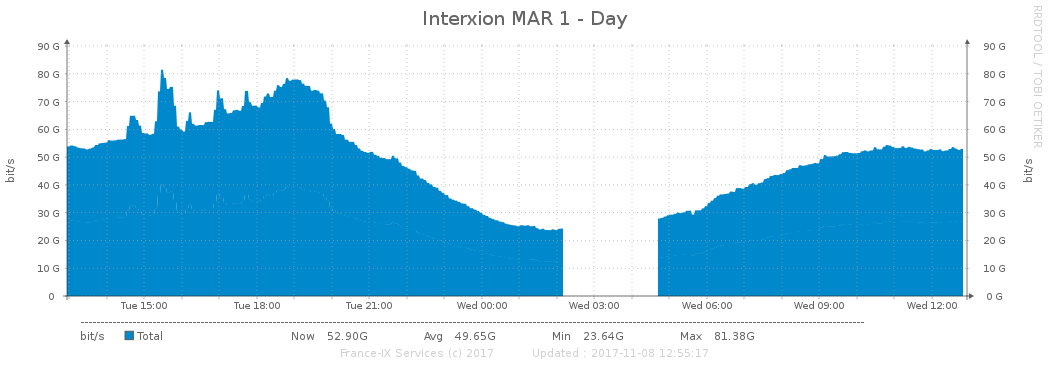 Interxion MAR 1 - Day
RRDTOOL / TOBI OETIKER
bit/s
90 G 90 G
80 G 80 G
70 G 70 G
60 G 60 G
50 G 50 G
40 G 40 G
30 G 30 G
20 G 20 G
10 G 10 G
0 0 G
bit/s
Tue 15:00 Tue 18:00 Tue 21:00 Wed 00:00 Wed 03:00 Wed 06:00 Wed 09:00 Wed 12:00
bit/s Total Now 52.90G Avg 49.65G Min 23.64G Max 81.38G
France-IX Services (c) 2017 Updated : 2017-11-08 12:55:17